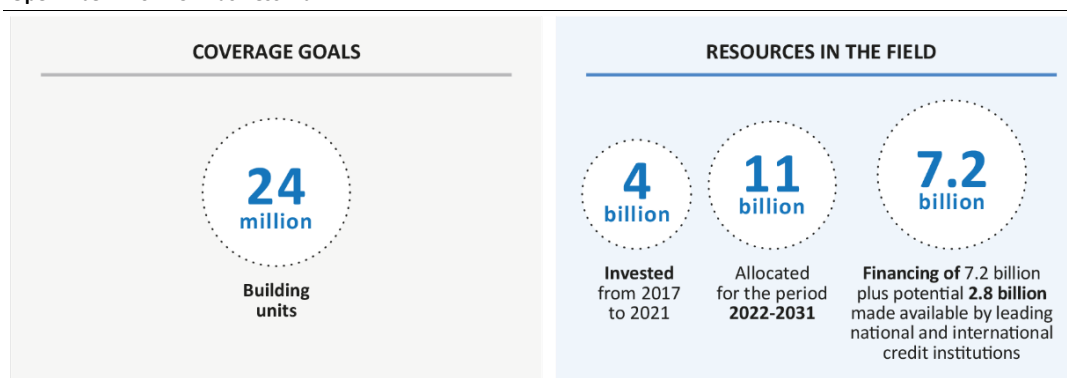 COVERAGE GOALS
24
million
Building
units
RESOURCES IN THE FIELD
4
billion
Invested
from 2017
to 2021
11
billion
Allocated
for the period
2022-2031
7.2
billion
Financing of 7.2 billion
plus potential 2.8 billion
made available by leading
national and international
credit institutions